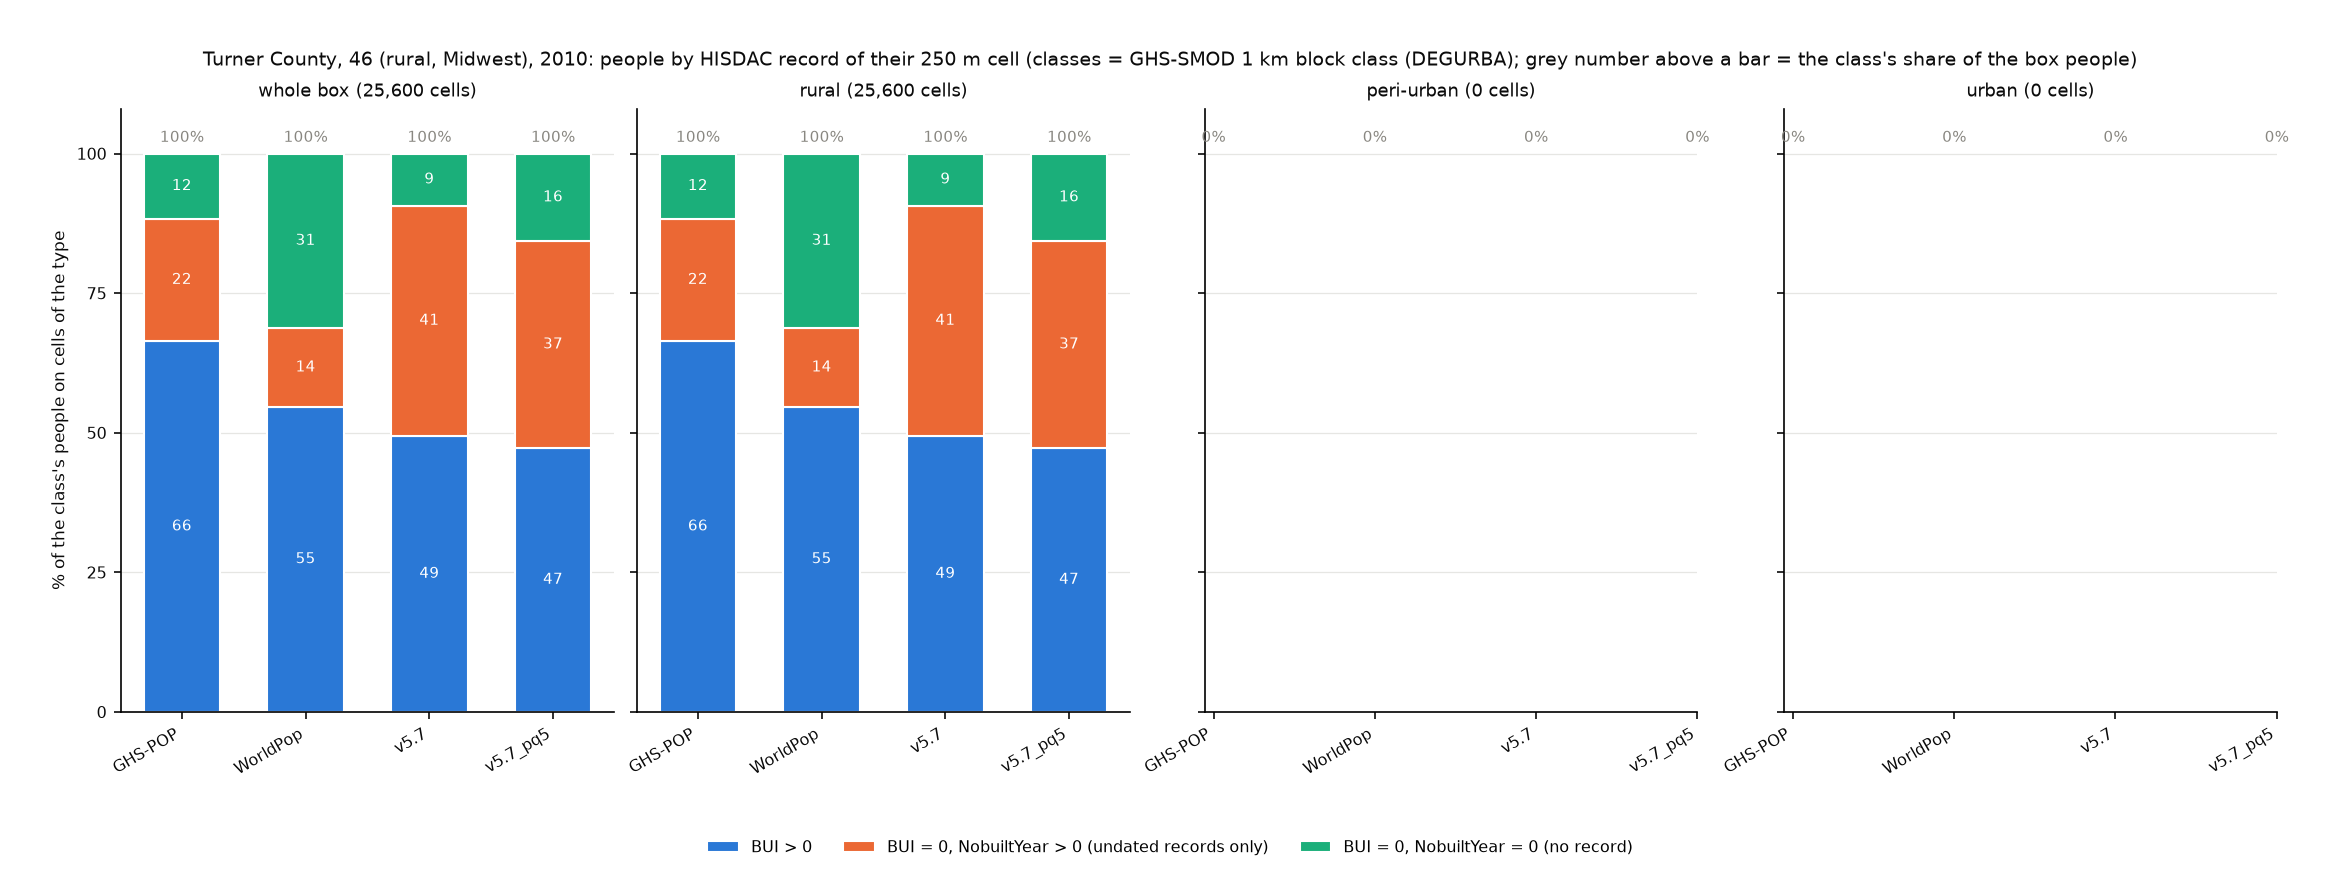 Turner County, 46 (rural, Midwest), 2010: people by HISDAC record of their 250 m cell (classes = GHS-SMOD 1 km block class (DEGURBA); grey number above a bar = the class's share of the box people)
whole box (25,600 cells)
rural (25,600 cells)
peri-urban (0 cells)
urban (0 cells)
% of the class's people on cells of the type
100
75
50
25
0
100% 100% 100% 100%
12 31 9 16
22 14 41 37
66 55 49 47
GHS-POP WorldPop v5.7 v5.7_pq5
100% 100% 100% 100%
12 31 9 16
22 14 41 37
66 55 49 47
GHS-POP WorldPop v5.7 v5.7_pq5
0% 0% 0% 0%
GHS-POP WorldPop v5.7 v5.7_pq5
0% 0% 0% 0%
GHS-POP WorldPop v5.7 v5.7_pq5
BUI > 0
BUI = 0, NobuiltYear > 0 (undated records only)
BUI = 0, NobuiltYear = 0 (no record)